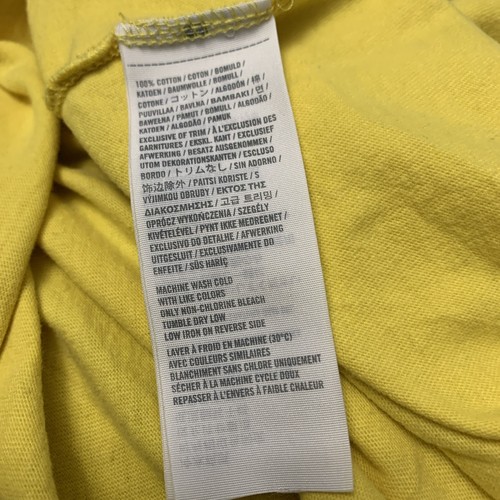 100% COTTON / COTON / BOMULD /
KATOEN / BAUMWOLLE / BOMULL /
COTONE / コットン / ALGODÓN / 棉 /
PUUVILLAA / BAVLNA / ΒΑΜΒΑΚΙ / 면 /
BAWEŁNA / PAMUT / BOMULL / ALGODÃO /
KATOEN / ALGODÃO / PAMUK
EXCLUSIVE OF TRIM / À L'EXCLUSION DES
GARNITURES / EKSKL. KANT / EXCLUSIEF
AFWERKING / BESATZ AUSGENOMMEN /
UTOM DEKORATIONSKANTEN / ESCLUSO
BORDO / トリムなし / SIN ADORNO /
饰边除外 / PAITSI KORISTE / S
VÝJIMKOU OBRUBY / ΕΚΤΟΣ ΤΗΣ
ΔΙΑΚΟΣΜΗΣΗΣ / 고급 트리밍 /
OPRÓCZ WYKOŃCZENIA / SZEGÉLY
KIVÉTELÉVEL / PYNT IKKE MEDREGNET /
EXCLUSIVO DO DETALHE / AFWERKING
UITGESLUIT / EXCLUSIVAMENTE DO
ENFEITE / SÜS HARİÇ
MACHINE WASH COLD
WITH LIKE COLORS
ONLY NON-CHLORINE BLEACH
TUMBLE DRY LOW
LOW IRON ON REVERSE SIDE
LAVER À FROID EN MACHINE (30°C)
AVEC COULEURS SIMILAIRES
BLANCHIMENT SANS CHLORE UNIQUEMENT
SÉCHER À LA MACHINE CYCLE DOUX
REPASSER À L'ENVERS À FAIBLE CHALEUR